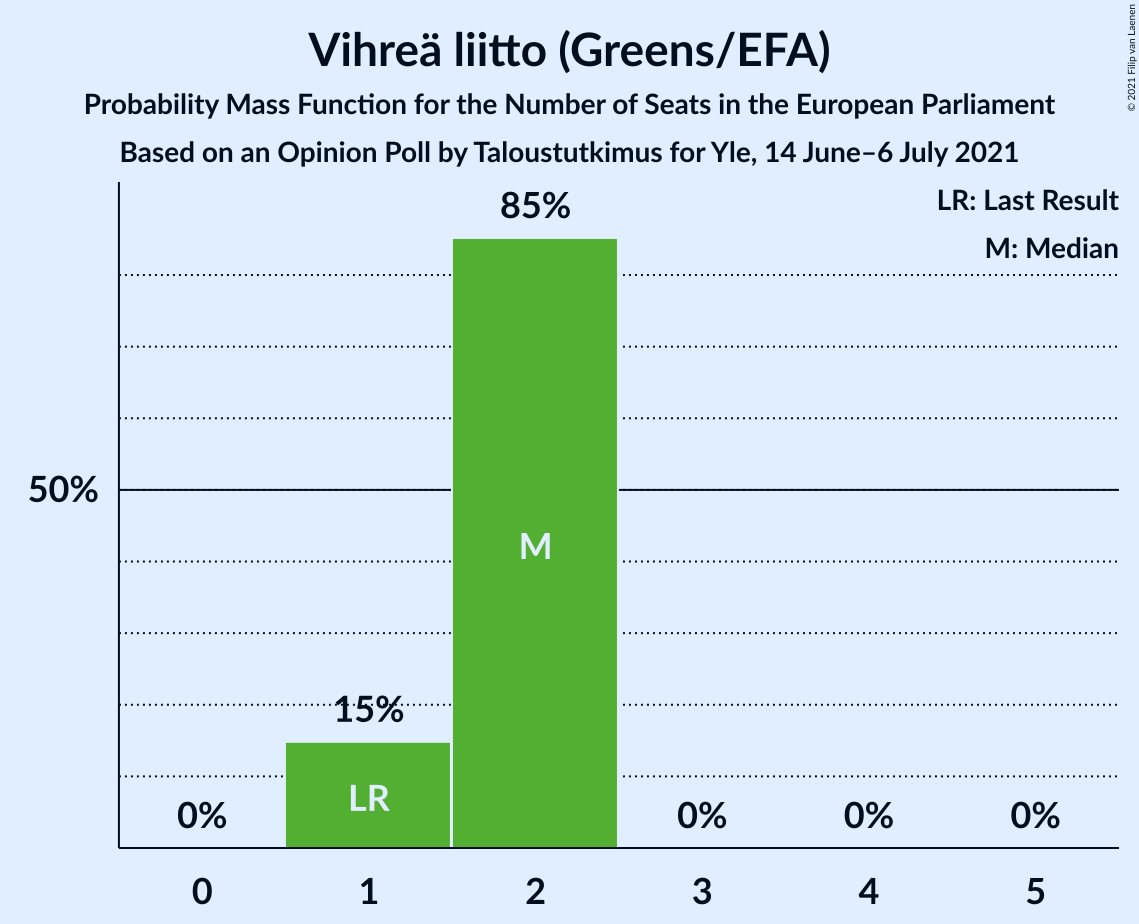 Vihreä liitto (Greens/EFA)
Probability Mass Function for the Number of Seats in the European Parliament
Based on an Opinion Poll by Taloustutkimus for Yle, 14 June–6 July 2021
© 2021 Filip van Laenen
LR: Last Result
M: Median
85%
50%
M
15%
LR
0%
0%
0%
0%
0 1 2 3 4 5